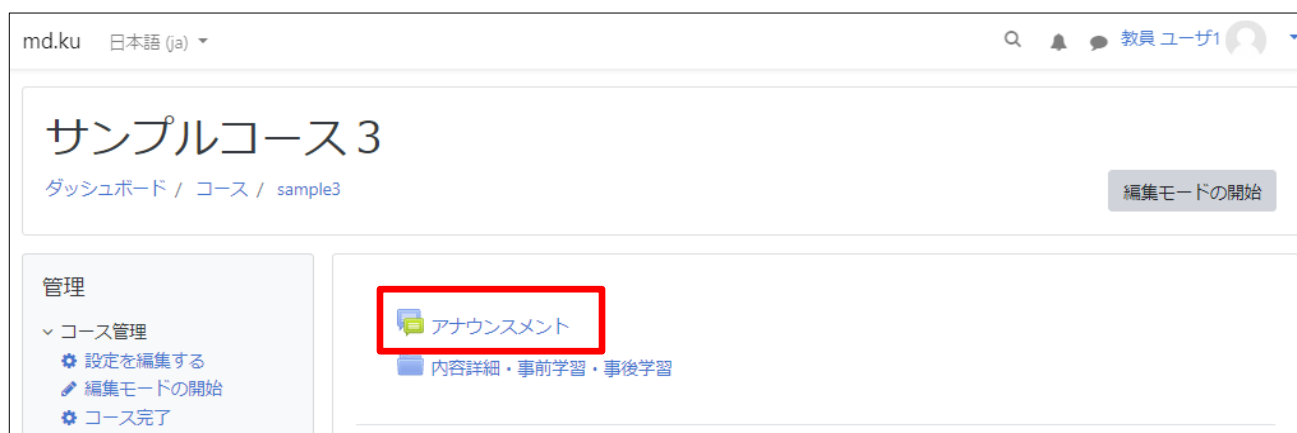 md.ku 日本語 (ja) 教員 ユーザ1
サンプルコース３
ダッシュボード / コース / sample3
編集モードの開始
管理
コース管理
設定を編集する
編集モードの開始
コース完了
アナウンスメント
内容詳細・事前学習・事後学習